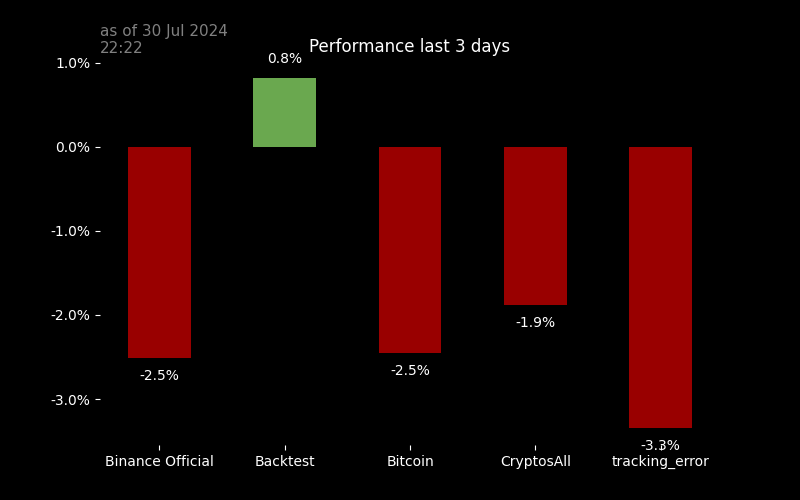 as of 30 Jul 2024
22:22
Performance last 3 days
1.0%
0.0%
-1.0%
-2.0%
-3.0%
-2.5%
0.8%
-2.5%
-1.9%
-3.3%
Binance Official
Backtest
Bitcoin
CryptosAll
tracking_error